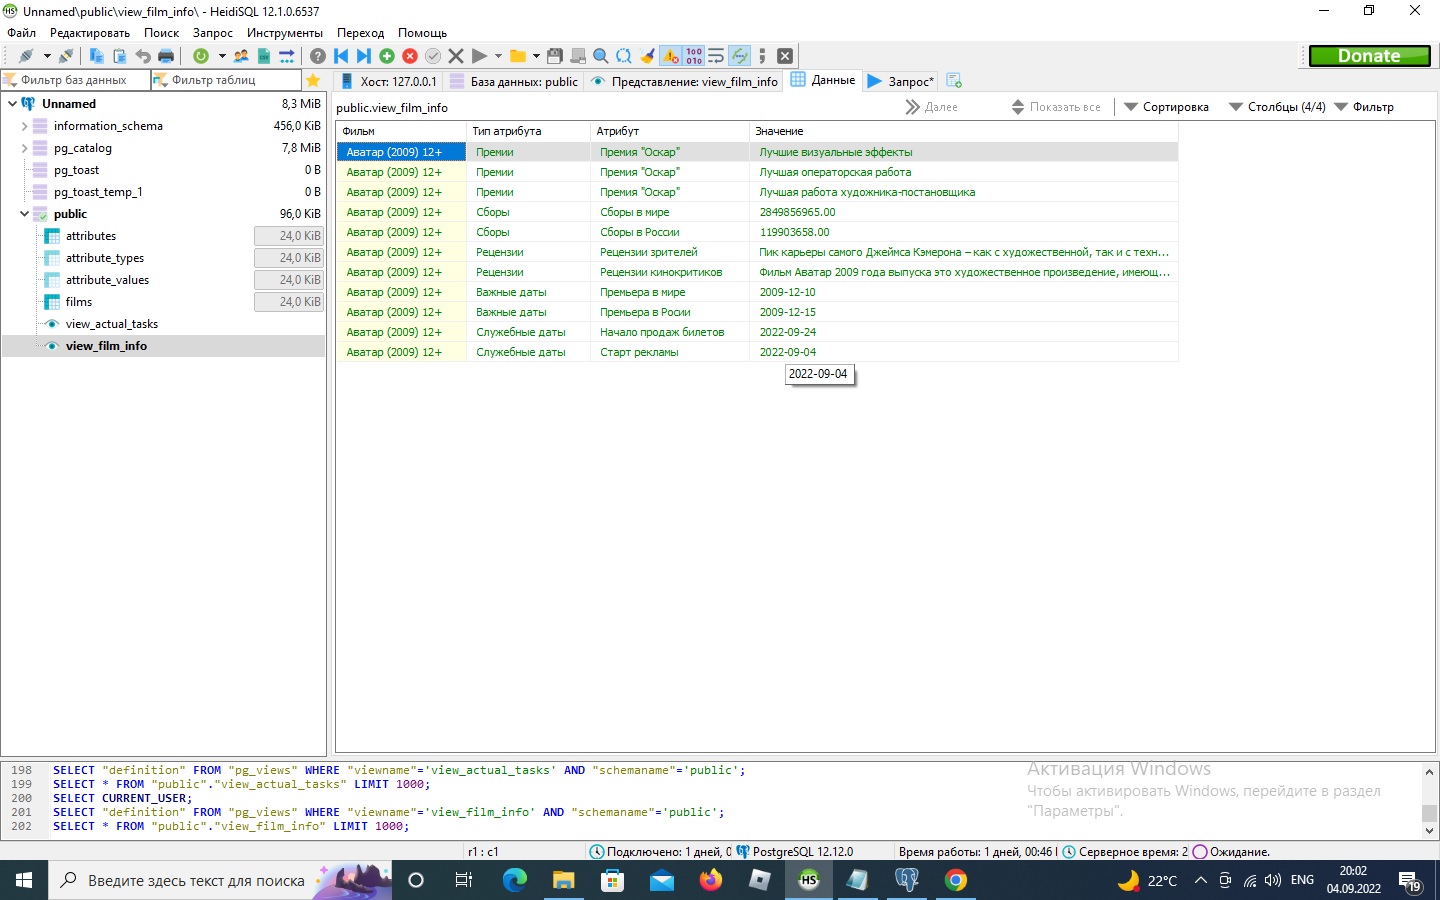 Unnamed\public\view_film_info\ - HeidiSQL 12.1.0.6537
Файл Редактировать Поиск Запрос Инструменты Переход Помощь
Donate
Фильтр баз данных Фильтр таблиц
Хост: 127.0.0.1 База данных: public Представление: view_film_info Данные Запрос*
Unnamed 8,3 MiB
information_schema 456,0 KiB
pg_catalog 7,8 MiB
pg_toast 0 B
pg_toast_temp_1 0 B
public 96,0 KiB
attributes 24,0 KiB
attribute_types 24,0 KiB
attribute_values 24,0 KiB
films 24,0 KiB
view_actual_tasks
view_film_info
public.view_film_info Далее Показать все Сортировка Столбцы (4/4) Фильтр
Фильм Тип атрибута Атрибут Значение
Аватар (2009) 12+ Премии Премия "Оскар" Лучшие визуальные эффекты
Аватар (2009) 12+ Премии Премия "Оскар" Лучшая операторская работа
Аватар (2009) 12+ Премии Премия "Оскар" Лучшая работа художника-постановщика
Аватар (2009) 12+ Сборы Сборы в мире 2849856965.00
Аватар (2009) 12+ Сборы Сборы в России 119903658.00
Аватар (2009) 12+ Рецензии Рецензии зрителей Пик карьеры самого Джеймса Кэмерона – как с художественной, так и с техн...
Аватар (2009) 12+ Рецензии Рецензии кинокритиков Фильм Аватар 2009 года выпуска это художественное произведение, имеющ...
Аватар (2009) 12+ Важные даты Премьера в мире 2009-12-10
Аватар (2009) 12+ Важные даты Премьера в Росии 2009-12-15
Аватар (2009) 12+ Служебные даты Начало продаж билетов 2022-09-24
Аватар (2009) 12+ Служебные даты Старт рекламы 2022-09-04
2022-09-04
198 SELECT "definition" FROM "pg_views" WHERE "viewname"='view_actual_tasks' AND "schemaname"='public';
199 SELECT * FROM "public"."view_actual_tasks" LIMIT 1000;
200 SELECT CURRENT_USER;
201 SELECT "definition" FROM "pg_views" WHERE "viewname"='view_film_info' AND "schemaname"='public';
202 SELECT * FROM "public"."view_film_info" LIMIT 1000;
Активация Windows
Чтобы активировать Windows, перейдите в раздел
"Параметры".
r1 : c1 Подключено: 1 дней, 0 PostgreSQL 12.12.0 Время работы: 1 дней, 00:46 Серверное время: 2 Ожидание.
Введите здесь текст для поиска
HS
22°C ENG
20:02
04.09.2022
19